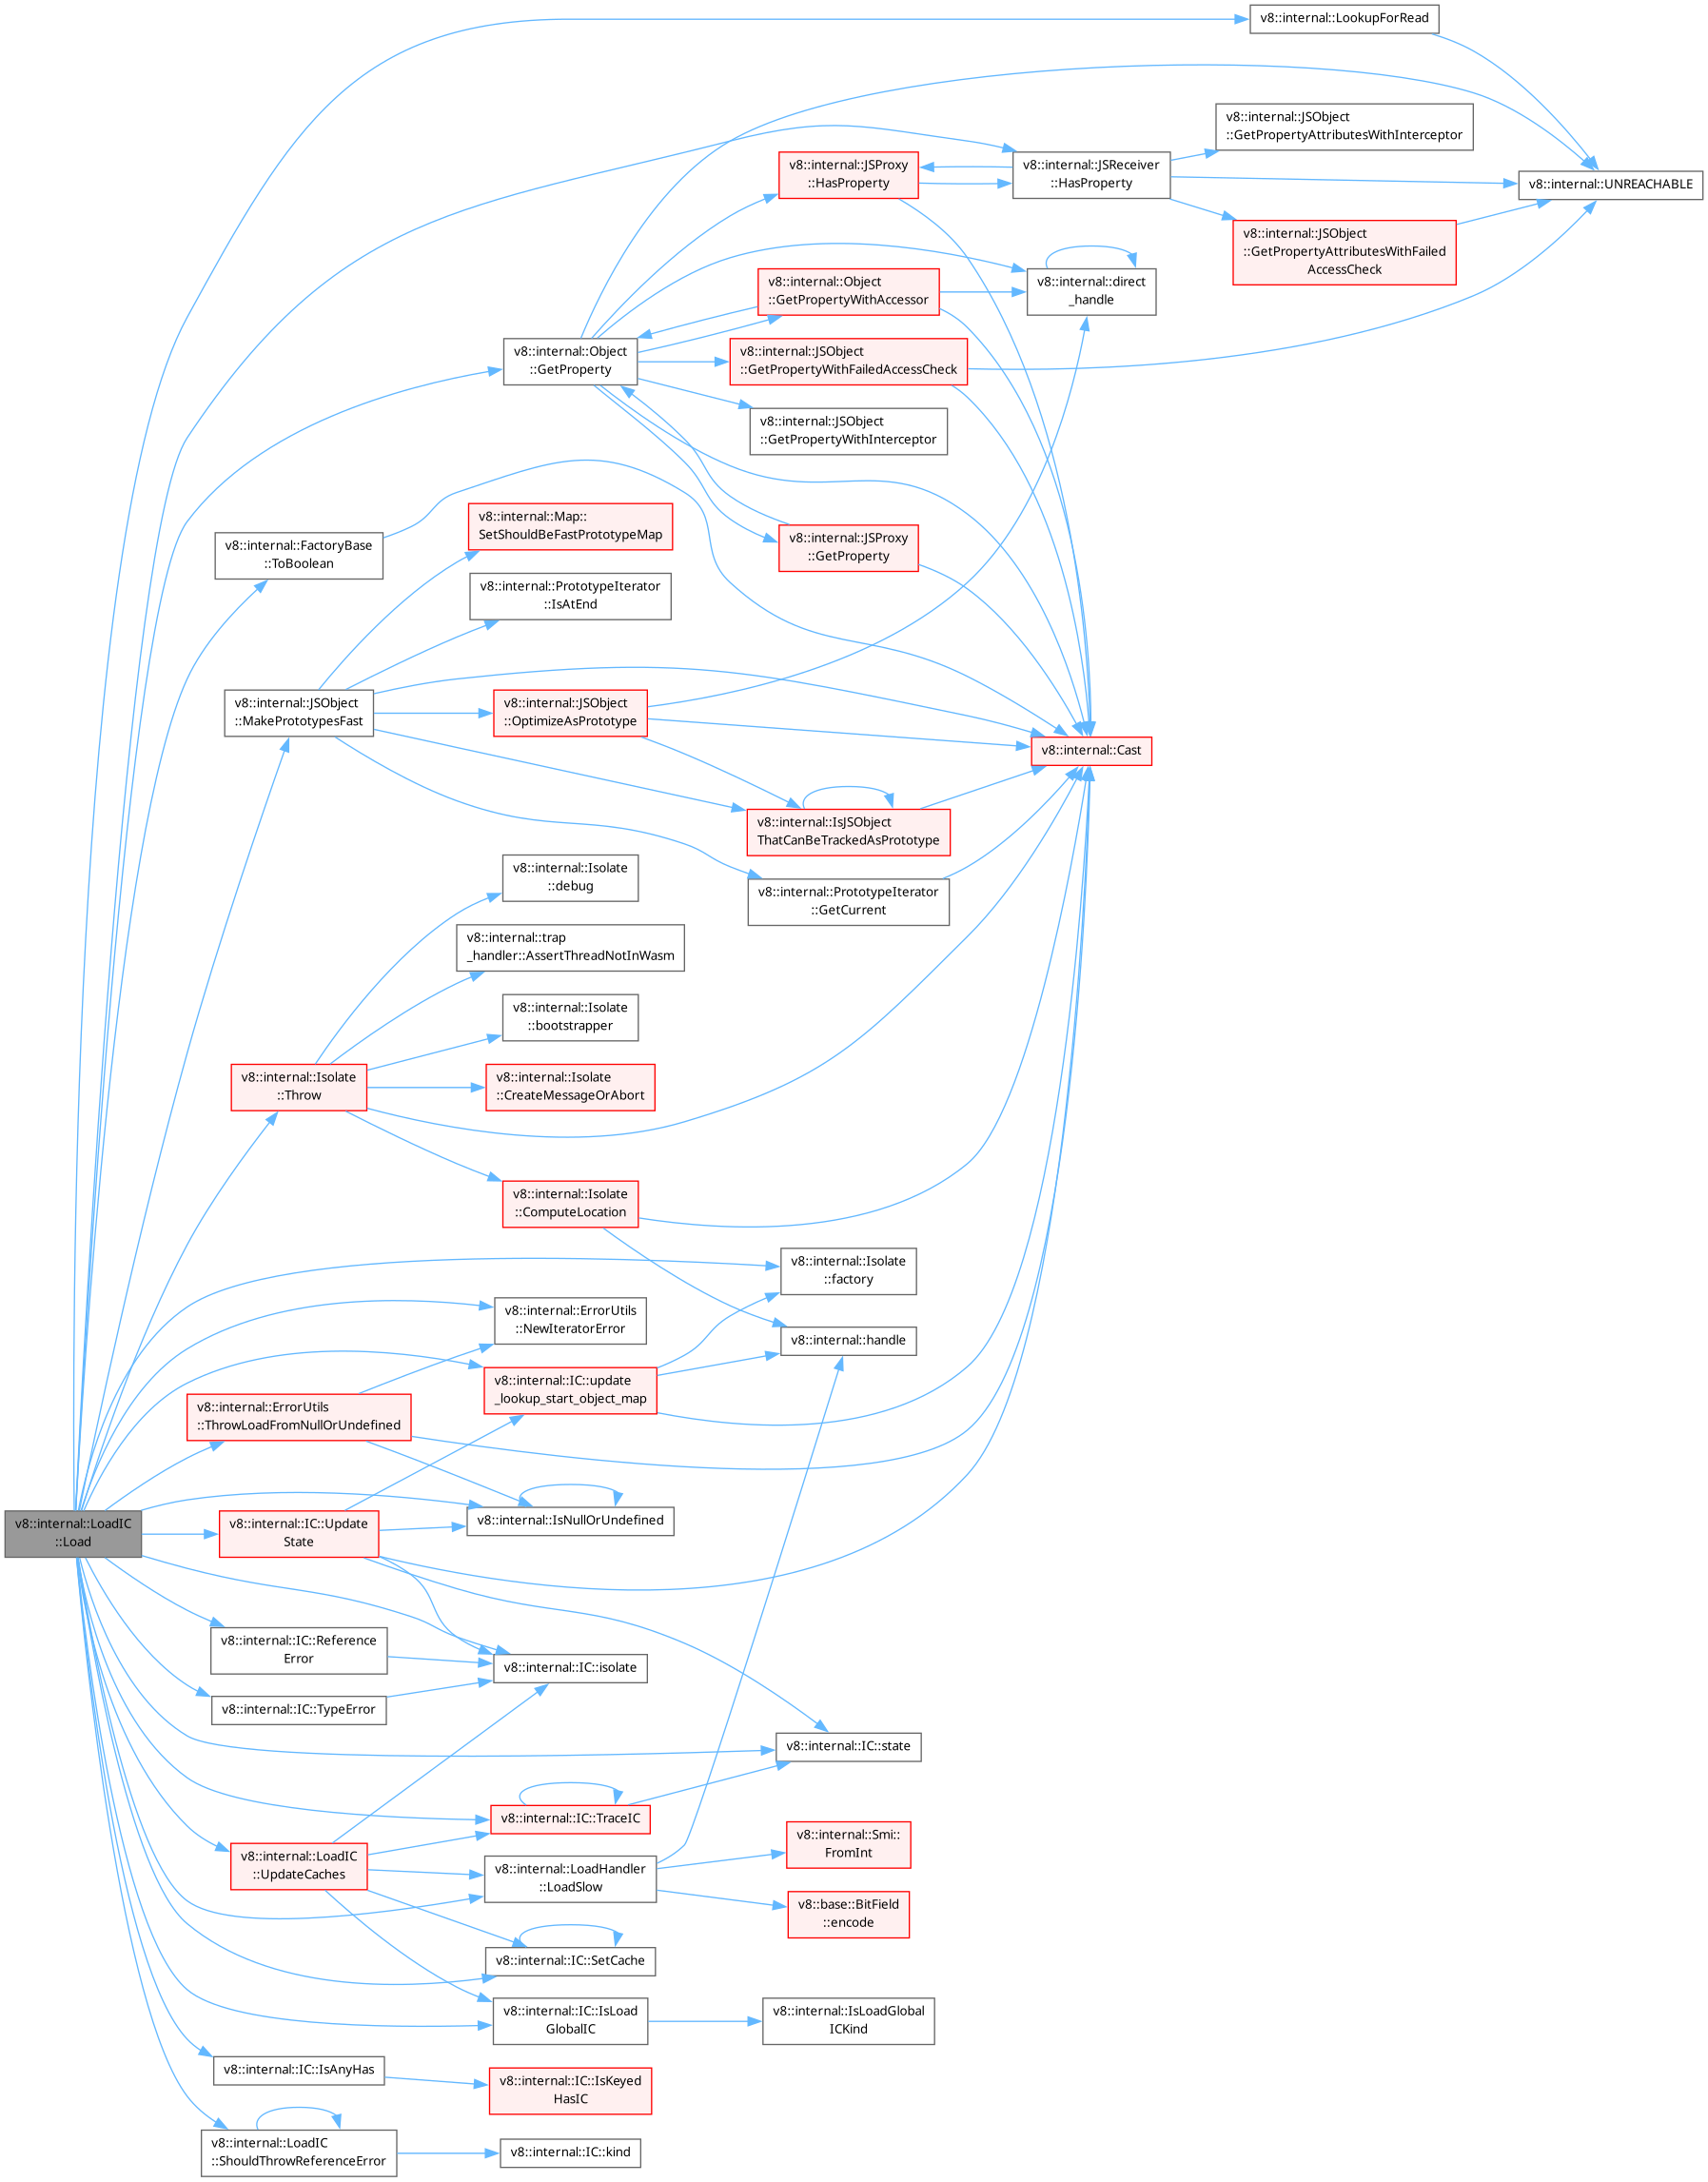 v8::internal::LookupForRead
v8::internal::JSObject
::GetPropertyAttributesWithInterceptor
v8::internal::JSProxy
::HasProperty
v8::internal::JSReceiver
::HasProperty
v8::internal::UNREACHABLE
v8::internal::JSObject
::GetPropertyAttributesWithFailed
AccessCheck
v8::internal::Object
::GetPropertyWithAccessor
v8::internal::direct
_handle
v8::internal::Object
::GetProperty
v8::internal::JSObject
::GetPropertyWithFailedAccessCheck
v8::internal::JSObject
::GetPropertyWithInterceptor
v8::internal::Map::
SetShouldBeFastPrototypeMap
v8::internal::FactoryBase
::ToBoolean
v8::internal::JSProxy
::GetProperty
v8::internal::PrototypeIterator
::IsAtEnd
v8::internal::JSObject
::MakePrototypesFast
v8::internal::JSObject
::OptimizeAsPrototype
v8::internal::Cast
v8::internal::IsJSObject
ThatCanBeTrackedAsPrototype
v8::internal::Isolate
::debug
v8::internal::PrototypeIterator
::GetCurrent
v8::internal::trap
_handler::AssertThreadNotInWasm
v8::internal::Isolate
::bootstrapper
v8::internal::Isolate
::Throw
v8::internal::Isolate
::CreateMessageOrAbort
v8::internal::Isolate
::ComputeLocation
v8::internal::Isolate
::factory
v8::internal::ErrorUtils
::NewIteratorError
v8::internal::handle
v8::internal::IC::update
_lookup_start_object_map
v8::internal::ErrorUtils
::ThrowLoadFromNullOrUndefined
v8::internal::LoadIC
::Load
v8::internal::IC::Update
State
v8::internal::IsNullOrUndefined
v8::internal::IC::Reference
Error
v8::internal::IC::isolate
v8::internal::IC::TypeError
v8::internal::IC::state
v8::internal::IC::TraceIC
v8::internal::Smi::
FromInt
v8::internal::LoadIC
::UpdateCaches
v8::internal::LoadHandler
::LoadSlow
v8::base::BitField
::encode
v8::internal::IC::SetCache
v8::internal::IC::IsLoad
GlobalIC
v8::internal::IsLoadGlobal
ICKind
v8::internal::IC::IsAnyHas
v8::internal::IC::IsKeyed
HasIC
v8::internal::LoadIC
::ShouldThrowReferenceError
v8::internal::IC::kind